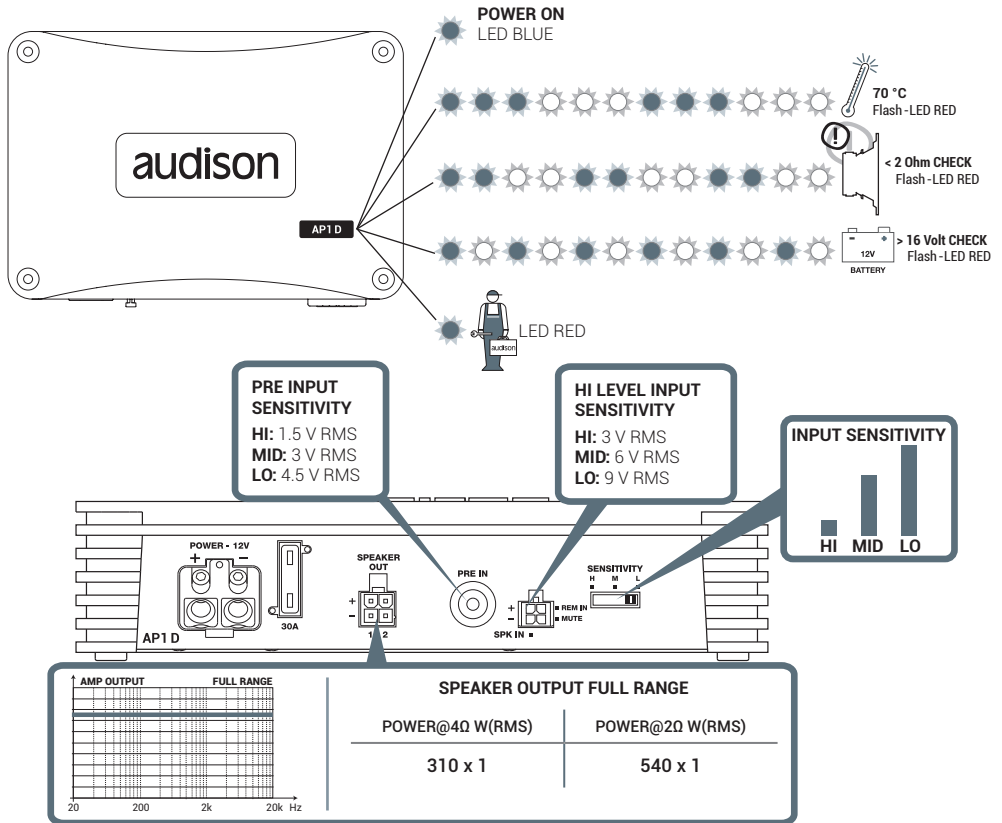 POWER ON
LED BLUE
70 °C
Flash -LED RED
!
< 2 Ohm CHECK
Flash -LED RED
audison
AP1 D
- +
12V
BATTERY
> 16 Volt CHECK
Flash -LED RED
audison
LED RED
PRE INPUT
SENSITIVITY
HI: 1.5 V RMS
MID: 3 V RMS
LO: 4.5 V RMS
HI LEVEL INPUT
SENSITIVITY
HI: 3 V RMS
MID: 6 V RMS
LO: 9 V RMS
INPUT SENSITIVITY
HI MID LO
POWER - 12V
+ -
30A
SPEAKER
OUT
+
-
1 2
PRE IN
+
-
REM IN
MUTE
SPK IN
SENSITIVITY
H M L
AP1 D
AMP OUTPUT FULL RANGE
20 200 2k 20k Hz
SPEAKER OUTPUT FULL RANGE
POWER@4Ω W(RMS) POWER@2Ω W(RMS)
310 x 1 540 x 1